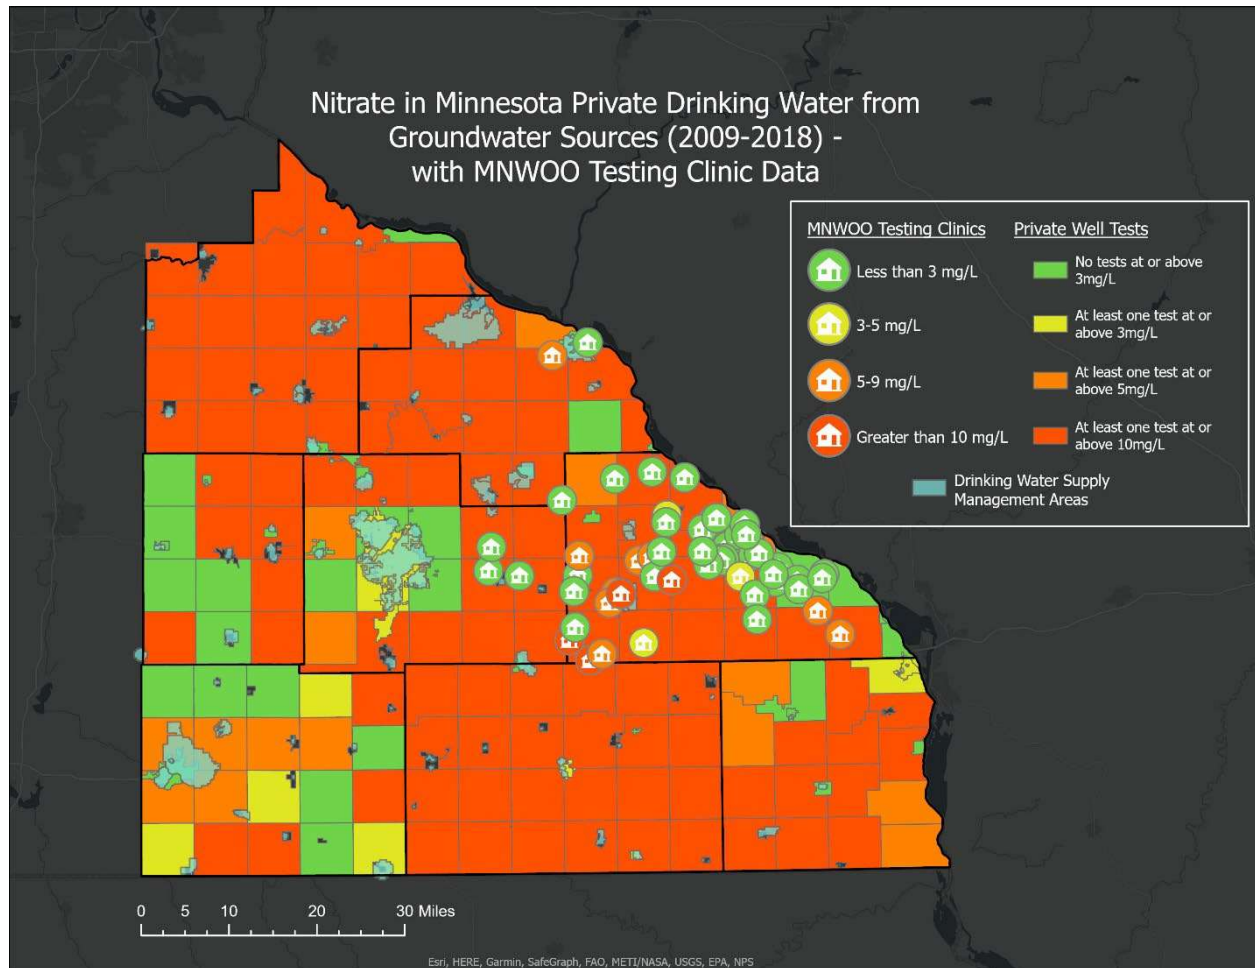 Nitrate in Minnesota Private Drinking Water from
Groundwater Sources (2009-2018) -
with MNWOO Testing Clinic Data
MNWOO Testing Clinics
Less than 3 mg/L
3-5 mg/L
5-9 mg/L
Greater than 10 mg/L
Private Well Tests
No tests at or above
3mg/L
At least one test at or
above 3mg/L
At least one test at or
above 5mg/L
At least one test at or
above 10mg/L
Drinking Water Supply
Management Areas
0 5 10 20 30 Miles
Esri, HERE, Garmin, SafeGraph, FAO, METI/NASA, USGS, EPA, NPS